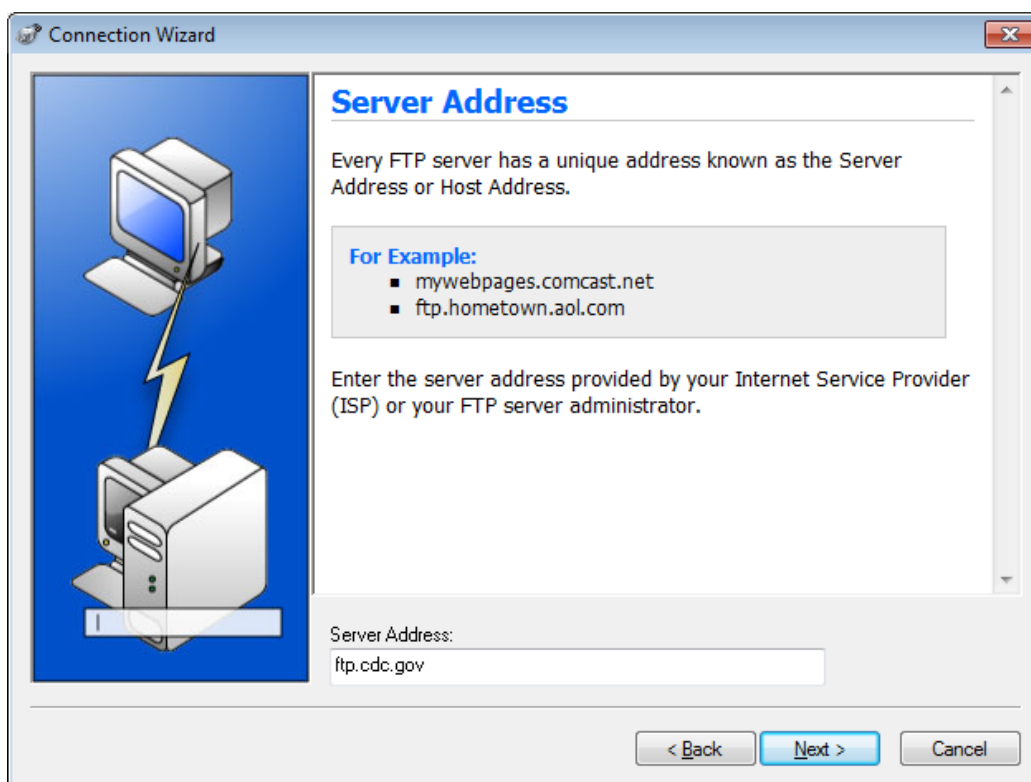 Connection Wizard
Server Address
Every FTP server has a unique address known as the Server
Address or Host Address.
For Example:
▪ mywebpages.comcast.net
▪ ftp.hometown.aol.com
Enter the server address provided by your Internet Service Provider
(ISP) or your FTP server administrator.
Server Address:
ftp.cdc.gov
< Back
Next >
Cancel